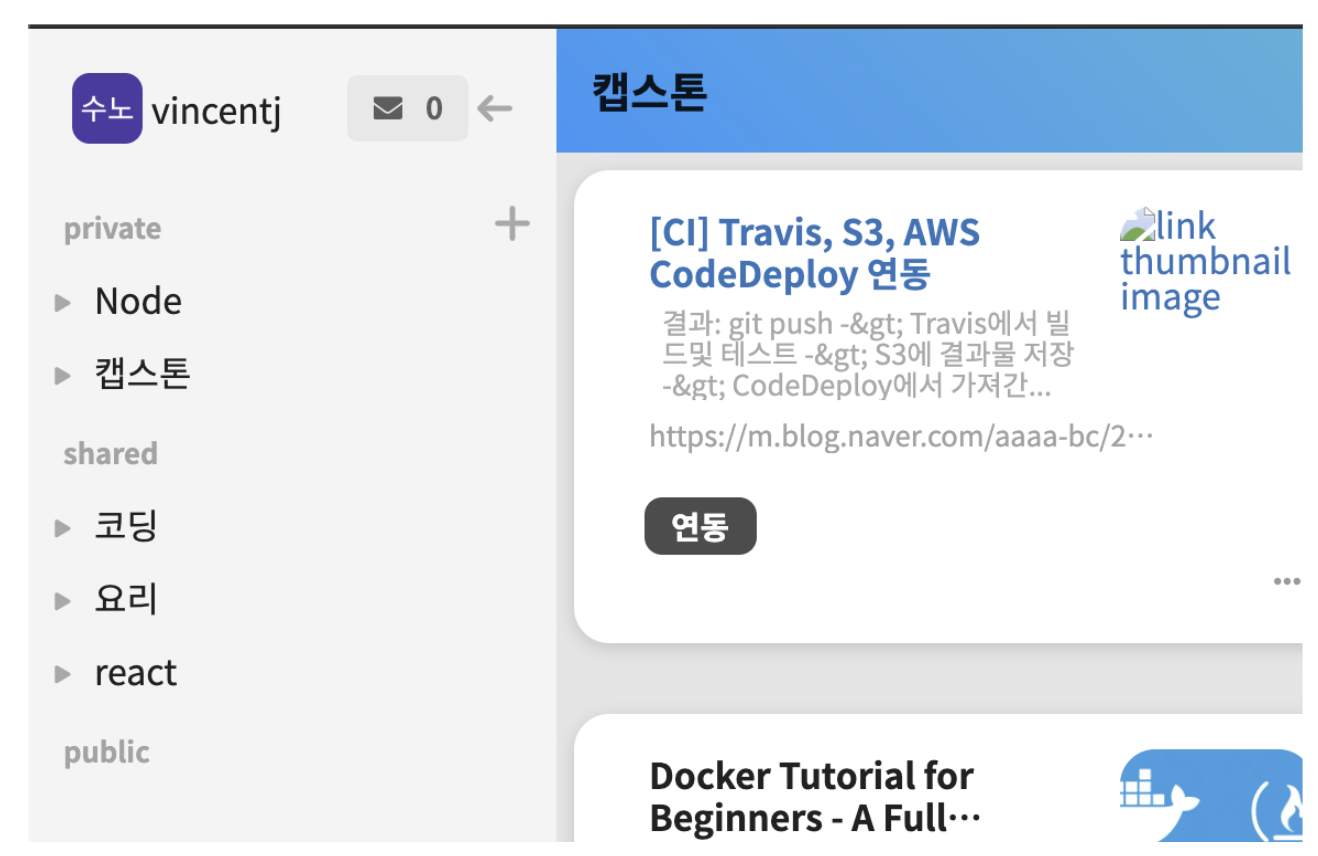 수노 vincentj 0
private
Node
캡스톤
shared
코딩
요리
react
public
캡스톤
[CI] Travis, S3, AWS
CodeDeploy 연동
결과: git push -&gt; Travis에서 빌
드및 테스트 -&gt; S3에 결과물 저장
-&gt; CodeDeploy에서 가져간...
https://m.blog.naver.com/aaaa-bc/2···
연동
link
thumbnail
image
Docker Tutorial for
Beginners - A Full···